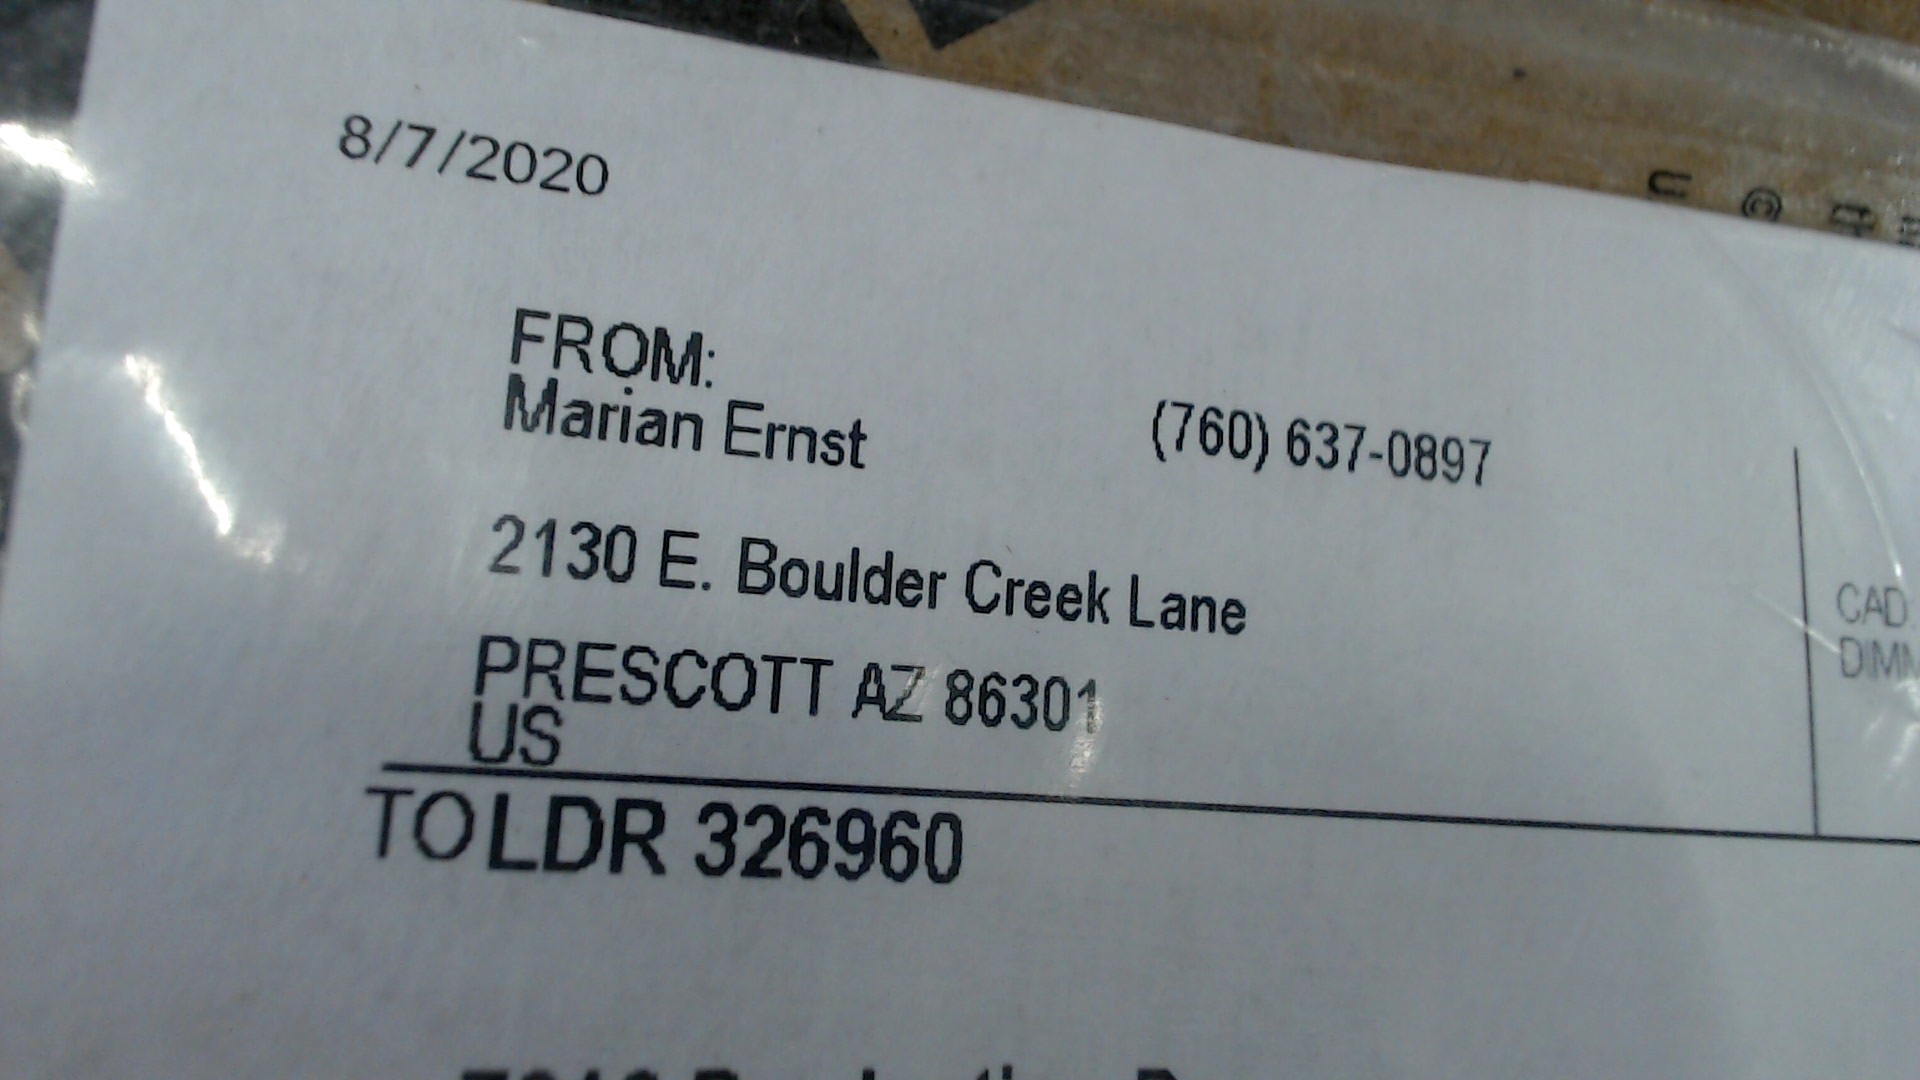 8/7/2020
FROM:
Marian Ernst (760) 637-0897
2130 E. Boulder Creek Lane
PRESCOTT AZ 86301
US
CAD:
DIMM
TO LDR 326960